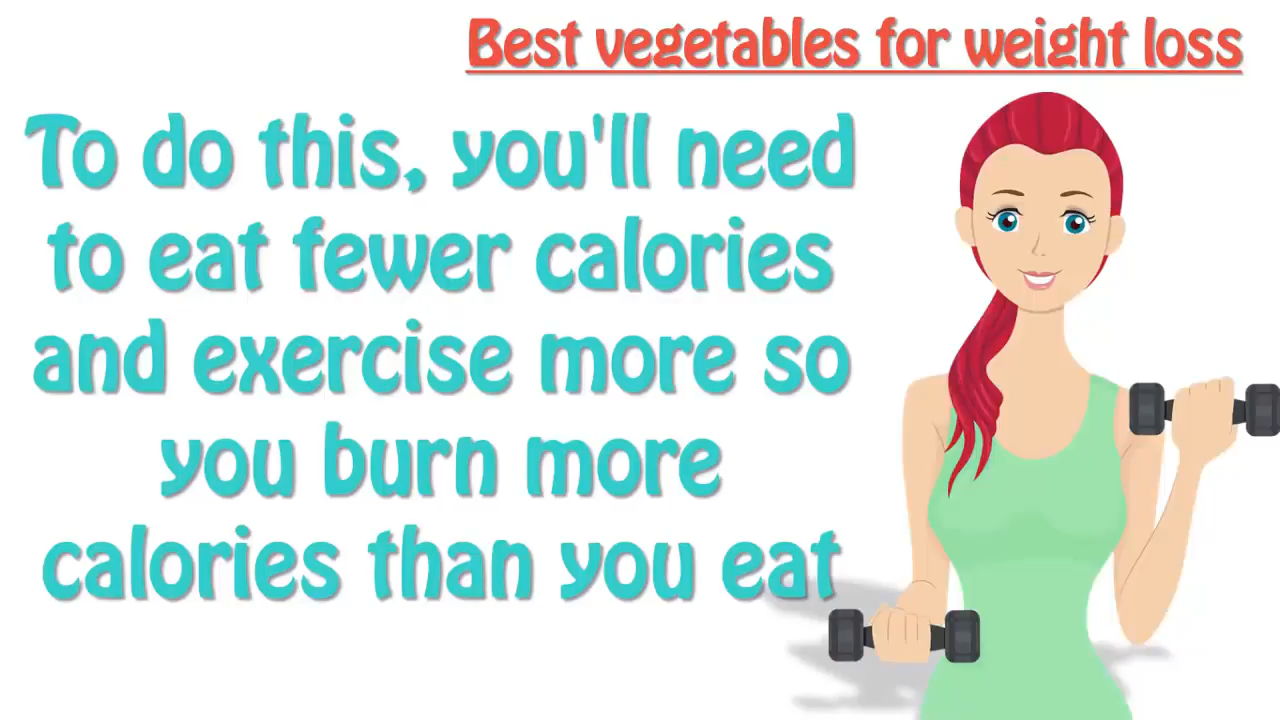 Best vegetables for weight loss
To do this, you'll need
to eat fewer calories
and exercise more so
you burn more
calories than you eat